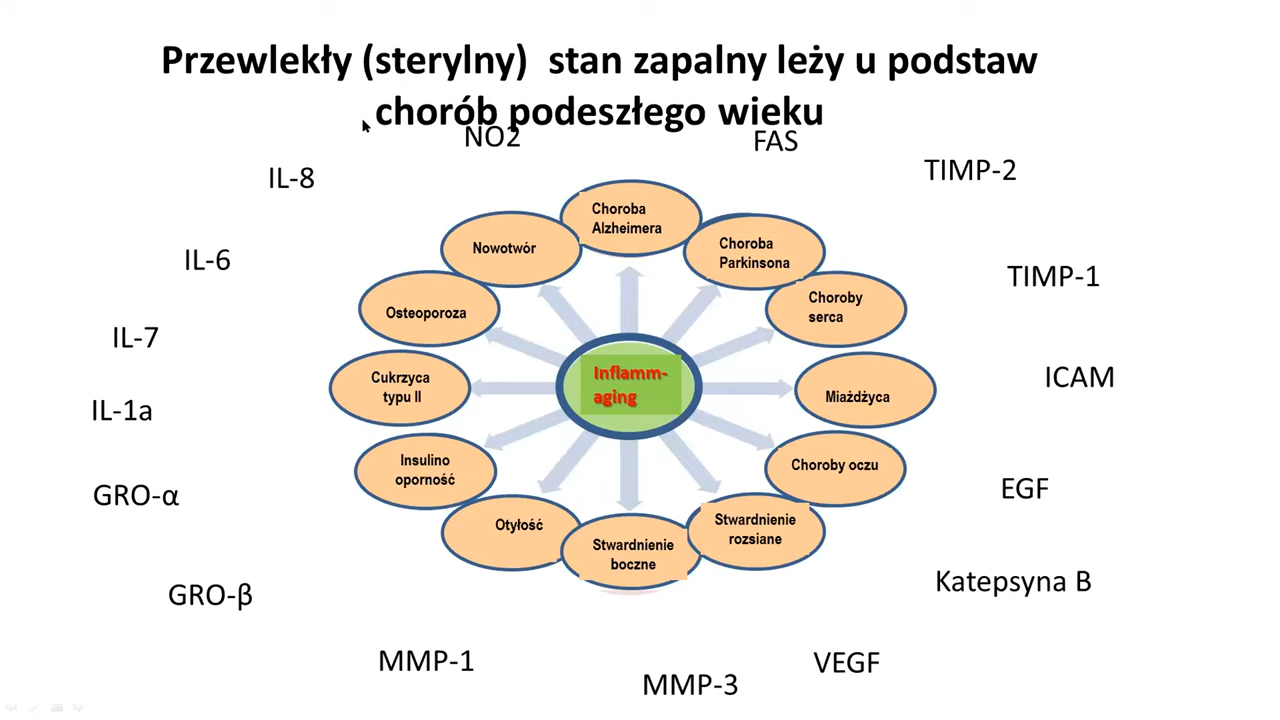 Przewlekły (sterylny) stan zapalny leży u podstaw
chorób podeszłego wieku
NO2
FAS
TIMP-2
IL-8
Choroba
Alzheimera
Nowotwór
Choroba
Parkinsona
IL-6
TIMP-1
Osteoporoza
Choroby
serca
IL-7
Cukrzyca
typu II
Inflamm-
aging
Miażdżyca
ICAM
IL-1a
Insulino
oporność
Choroby oczu
GRO-α
EGF
Otyłość
Stwardnienie
boczne
Stwardnienie
rozsiane
GRO-β
Katepsyna B
MMP-1
MMP-3
VEGF